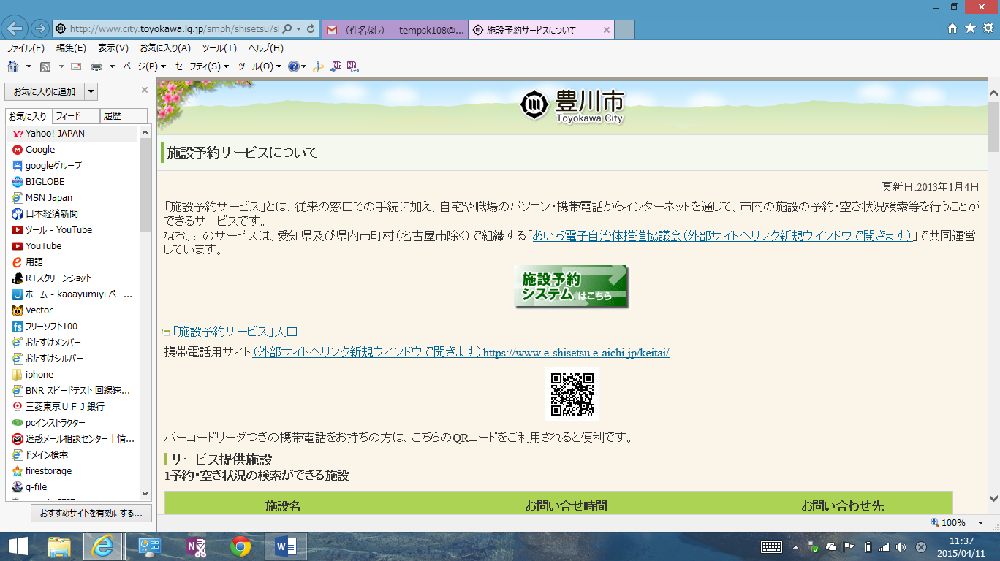 http://www.city.toyokawa.lg.jp/smph/shisetsu/sl
(件名なし) - tempsk108@...
施設予約サービスについて
ファイル(F) 編集(E) 表示(V) お気に入り(A) ツール(T) ヘルプ(H)
ページ(P) セーフティ(S) ツール(O)
お気に入りに追加
お気に入り フィード 履歴
Yahoo! JAPAN
Google
googleグループ
BIGLOBE
MSN Japan
日本経済新聞
ツール - YouTube
YouTube
用語
RTスクリーンショット
ホーム - kaoayumiyi ペー...
Vector
フリーソフト100
おたすけメンバー
おたすけシルバー
iphone
BNR スピードテスト 回線速...
三菱東京ＵＦＪ銀行
pcインストラクター
迷惑メール相談センター｜情...
ドメイン検索
firestorage
g-file
おすすめサイトを有効にする...
豊川市
Toyokawa City
施設予約サービスについて
更新日:2013年1月4日
「施設予約サービス」とは、従来の窓口での手続に加え、自宅や職場のパソコン・携帯電話からインターネットを通じて、市内の施設の予約・空き状況検索等を行うことが
できるサービスです。
なお、このサービスは、愛知県及び県内市町村（名古屋市除く）で組織する「あいち電子自治体推進協議会（外部サイトへリンク新規ウインドウで開きます）」で共同運営
しています。
施設予約
システム はこちら
「施設予約サービス」入口
携帯電話用サイト（外部サイトへリンク新規ウインドウで開きます）https://www.e-shisetsu.e-aichi.jp/keitai/
バーコードリーダつきの携帯電話をお持ちの方は、こちらのQRコードをご利用されると便利です。
サービス提供施設
1予約・空き状況の検索ができる施設
施設名 お問い合せ時間 お問い合わせ先
100%
11:37
2015/04/11